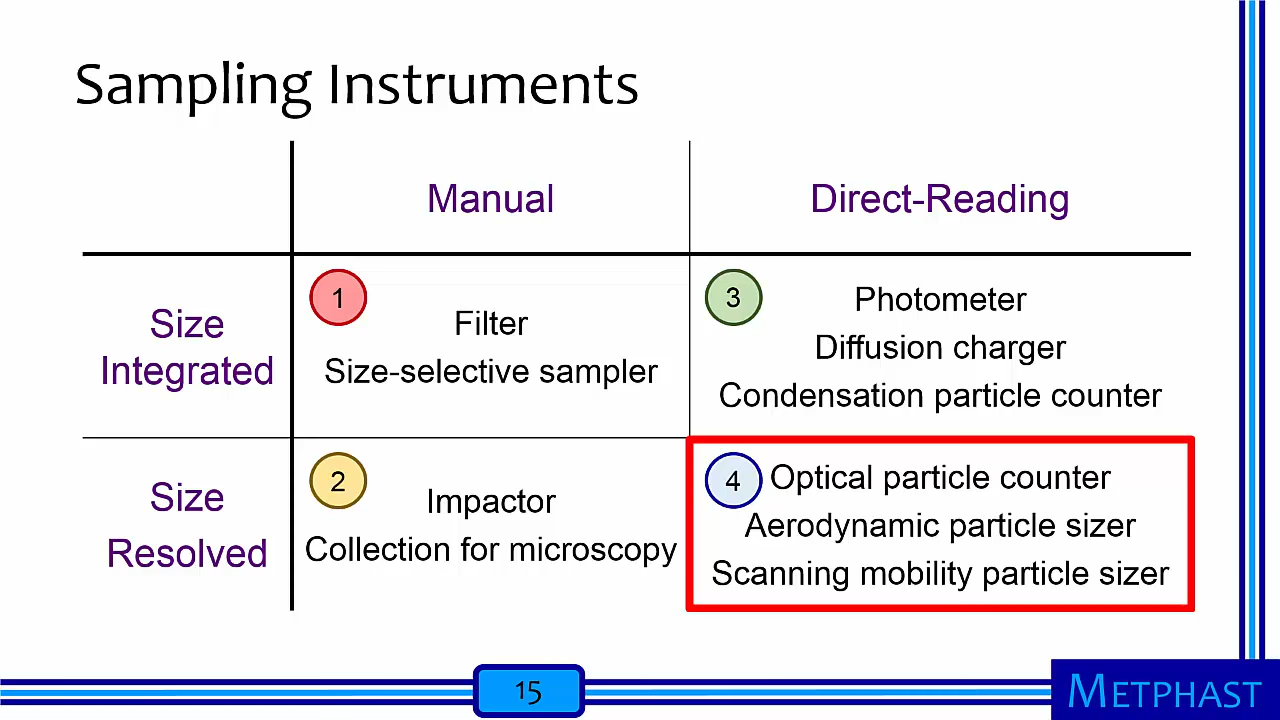 Sampling Instruments
Manual
Direct-Reading
Size
Integrated
1
Filter
Size-selective sampler
3
Photometer
Diffusion charger
Condensation particle counter
Size
Resolved
2
Impactor
Collection for microscopy
4
Optical particle counter
Aerodynamic particle sizer
Scanning mobility particle sizer
15
METPHAST